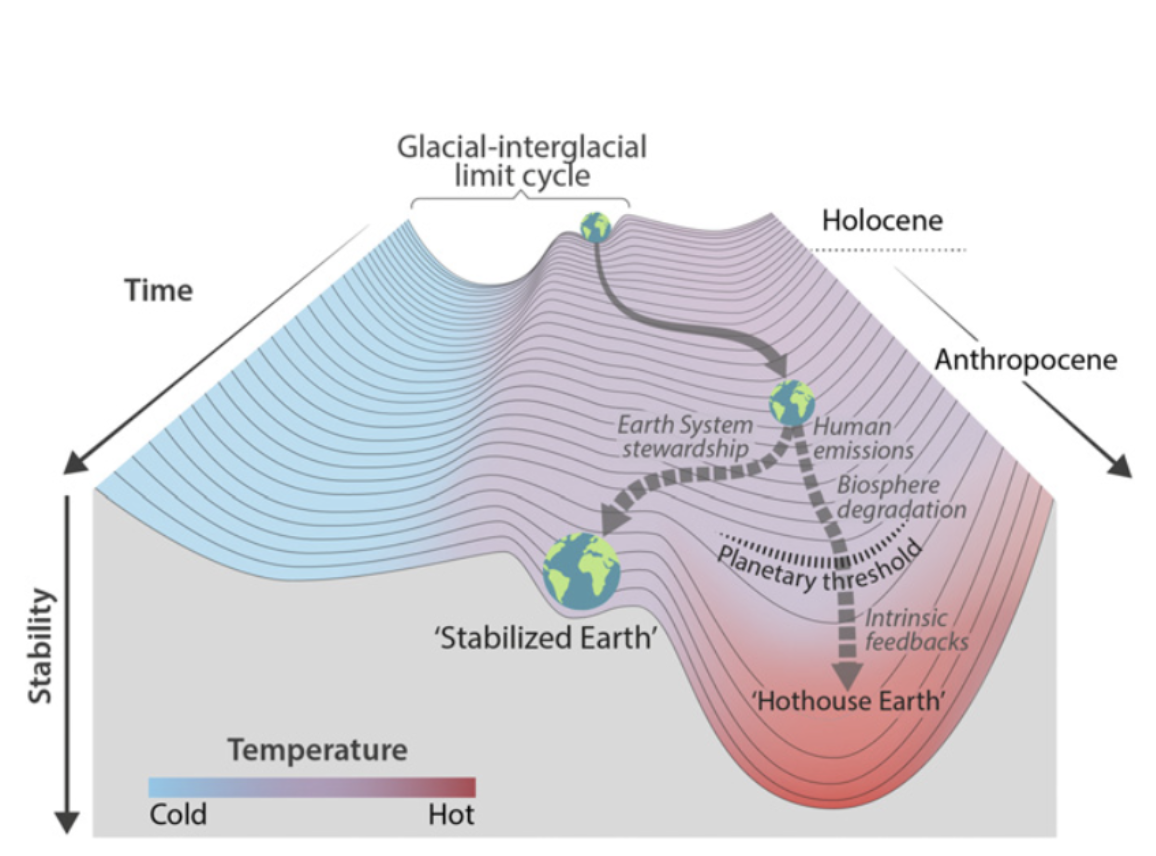 Glacial-interglacial
limit cycle
Holocene
Time
Anthropocene
Earth System
stewardship
Human
emissions
Biosphere
degradation
Planetary threshold
Intrinsic
feedbacks
Stability
‘Stabilized Earth’
‘Hothouse Earth’
Temperature
Cold
Hot